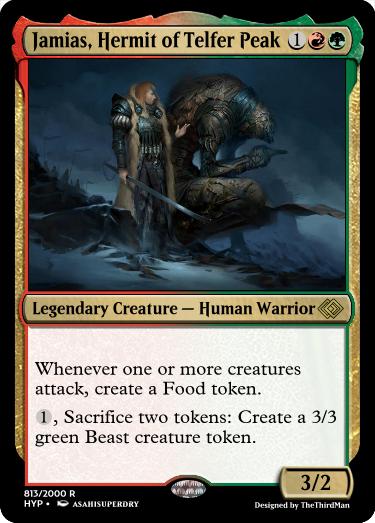 Jamias, Hermit of Telfer Peak 1
Legendary Creature — Human Warrior
Whenever one or more creatures
attack, create a Food token.
1, Sacrifice two tokens: Create a 3/3
green Beast creature token.
3/2
813/2000 R
HYP • ASAHISUPERDRY
Designed by TheThirdMan